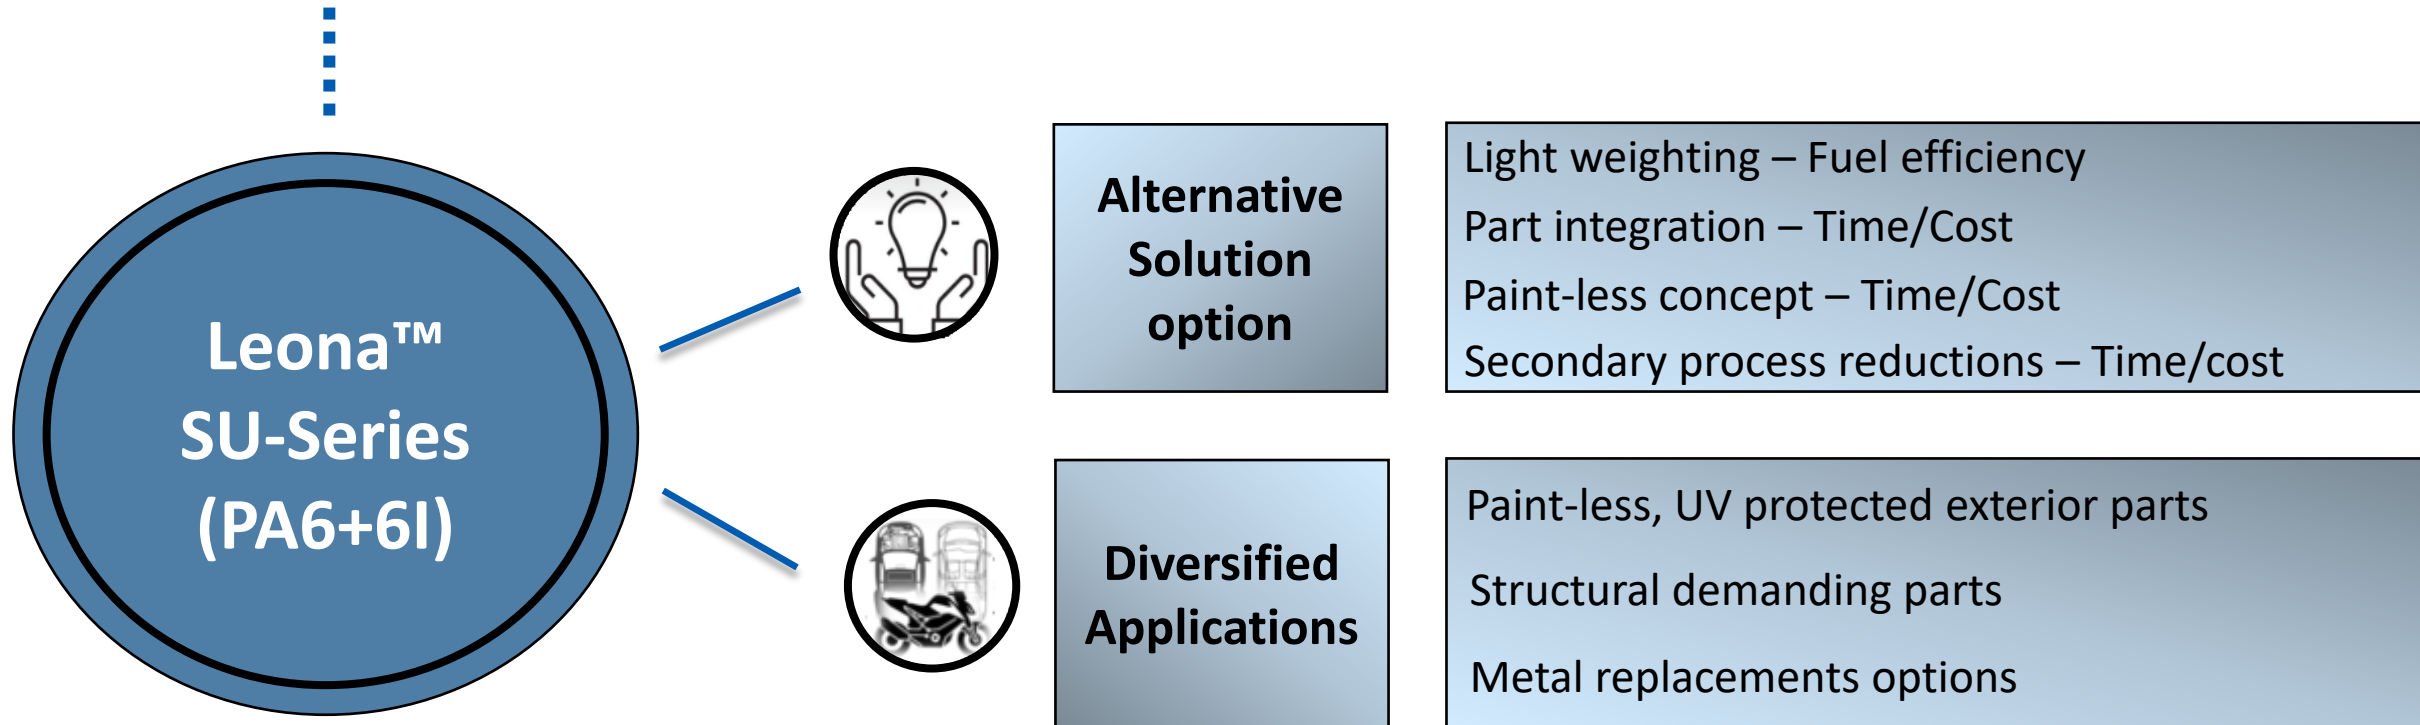 Leona™
SU-Series
(PA6+6I)
Alternative
Solution
option
Light weighting – Fuel efficiency
Part integration – Time/Cost
Paint-less concept – Time/Cost
Secondary process reductions – Time/cost
Diversified
Applications
Paint-less, UV protected exterior parts
Structural demanding parts
Metal replacements options